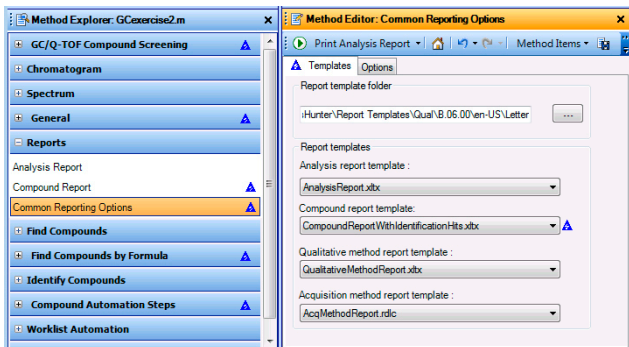 Method Explorer: GCexercise2.m
GC/Q-TOF Compound Screening
Chromatogram
Spectrum
General
Reports
Analysis Report
Compound Report
Common Reporting Options
Find Compounds
Find Compounds by Formula
Identify Compounds
Compound Automation Steps
Worklist Automation
Method Editor: Common Reporting Options
Print Analysis Report Method Items
Templates Options
Report template folder
Hunter\Report Templates\Qual\B.06.00\en-US\Letter ...
Report templates
Analysis report template :
AnalysisReport.xltx
Compound report template:
CompoundReportWithIdentificationHits.xltx
Qualitative method report template :
QualitativeMethodReport.xltx
Acquisition method report template :
AcqMethodReport.rdlc